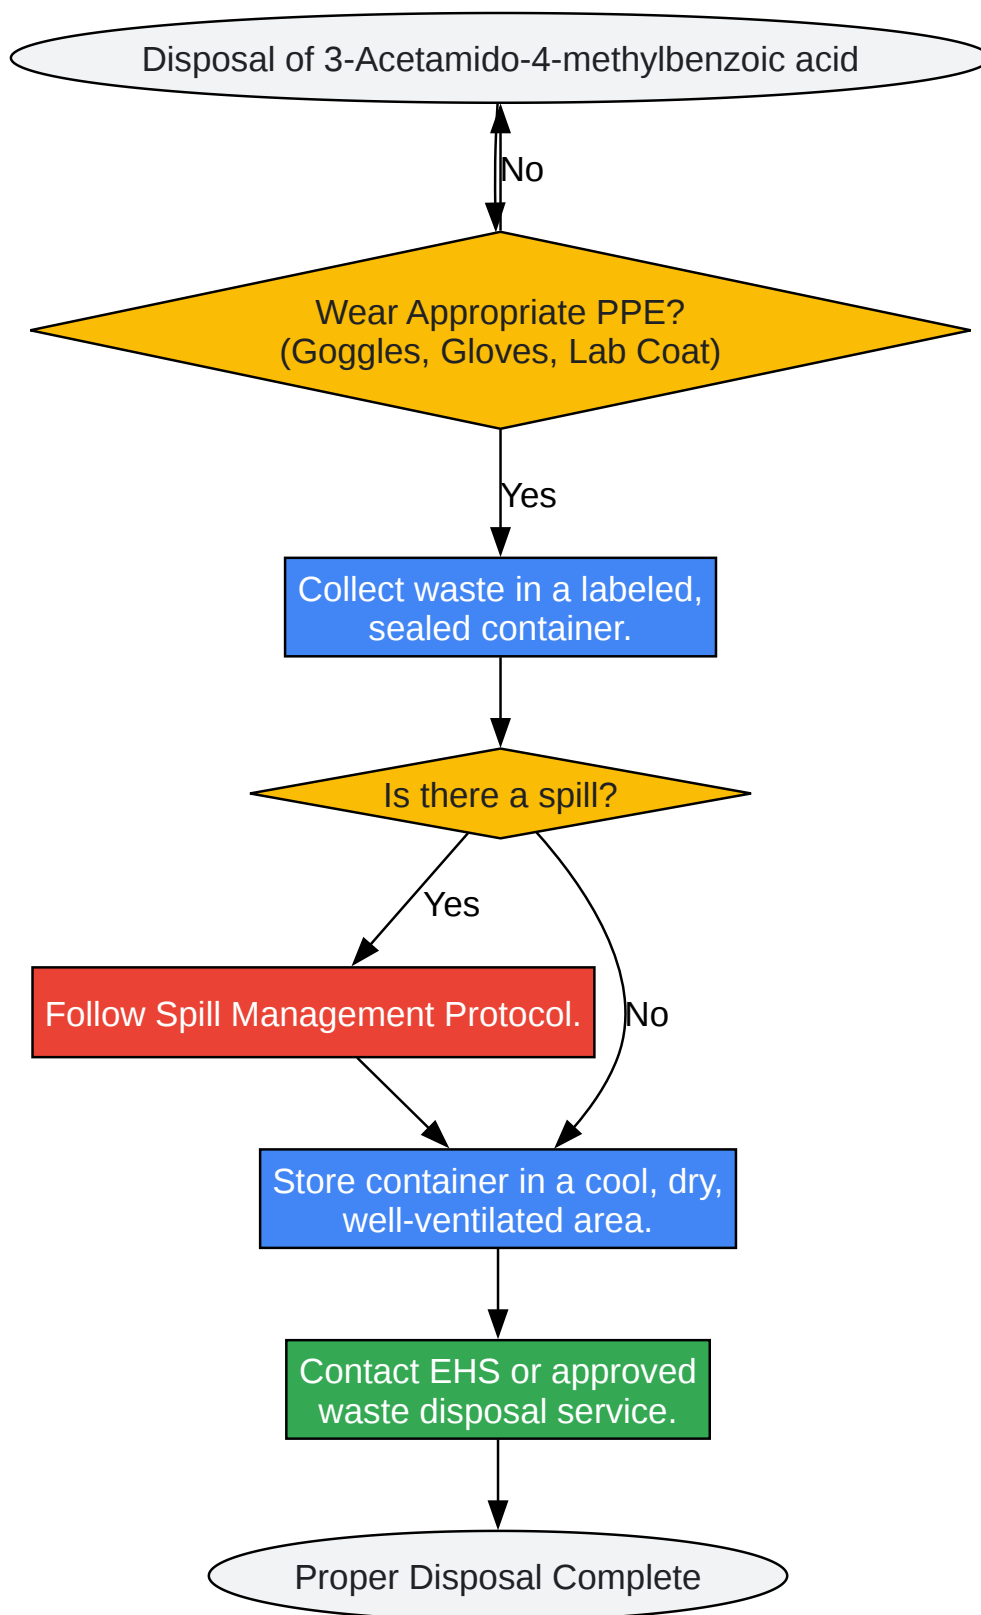 Disposal of 3-Acetamido-4-methylbenzoic acid
No
Wear Appropriate PPE?
(Goggles, Gloves, Lab Coat)
Yes
Collect waste in a labeled,
sealed container.
Is there a spill?
Yes
Follow Spill Management Protocol.
No
Store container in a cool, dry,
well-ventilated area.
Contact EHS or approved
waste disposal service.
Proper Disposal Complete